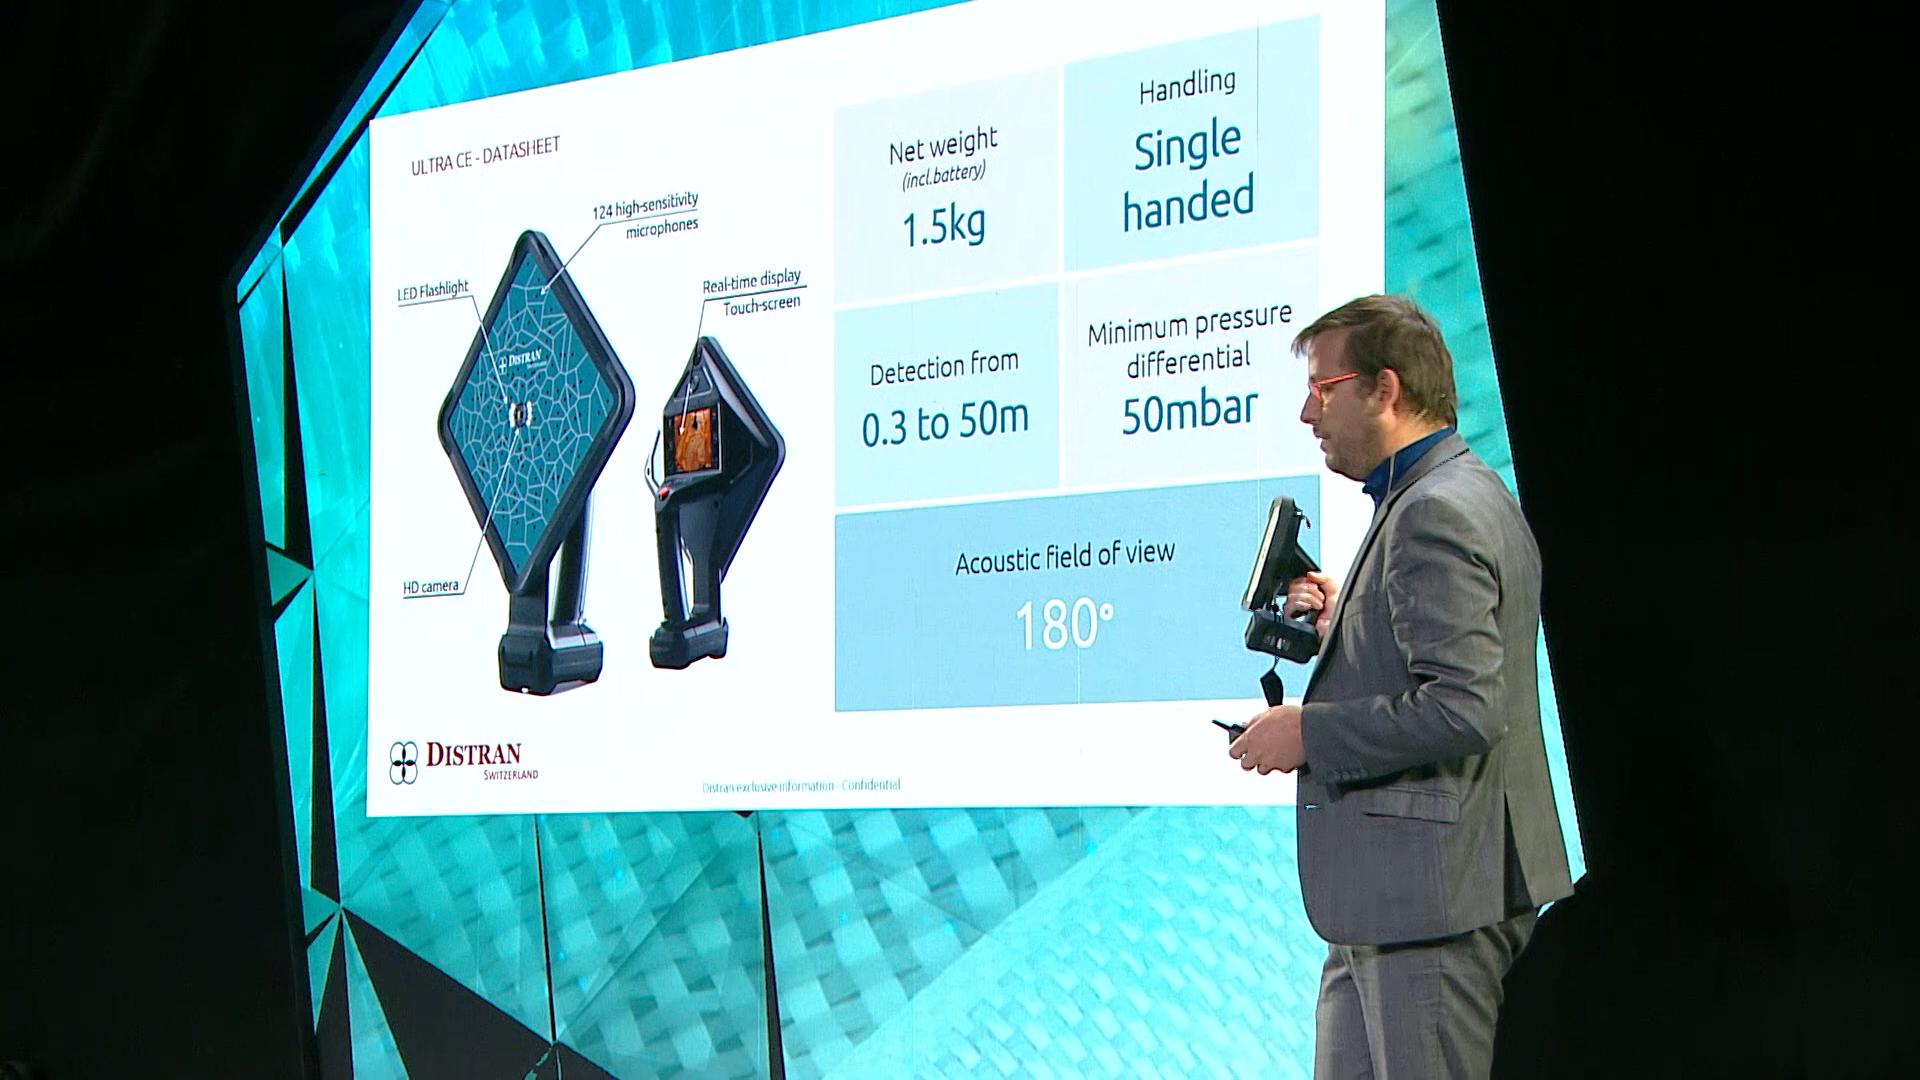 ULTRA CE - DATASHEET
124 high-sensitivity
microphones
LED Flashlight
Real-time display
Touch-screen
DISTRAN
HD camera
DISTRAN
SWITZERLAND
Distran exclusive information - Confidential
Net weight
(incl.battery)
1.5kg
Handling
Single
handed
Detection from
0.3 to 50m
Minimum pressure
differential
50mbar
Acoustic field of view
180°